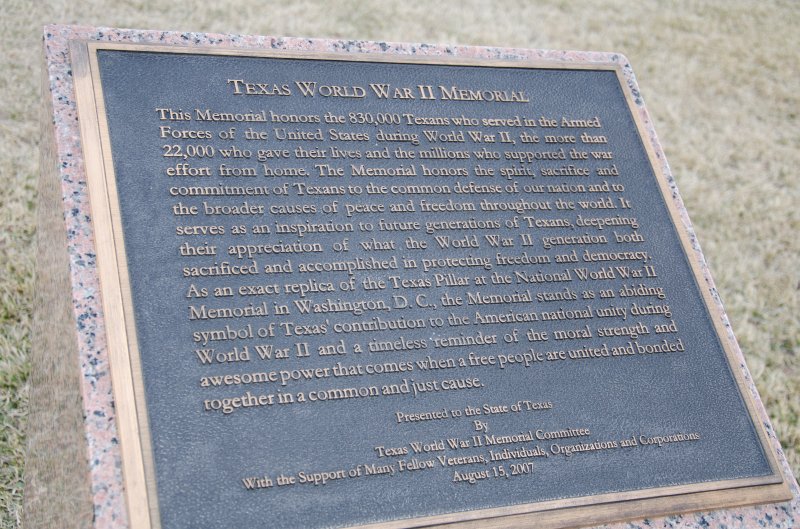 Texas World War II Memorial
This Memorial honors the 830,000 Texans who served in the Armed
Forces of the United States during World War II, the more than
22,000 who gave their lives and the millions who supported the war
effort from home. The Memorial honors the spirit, sacrifice and
commitment of Texans to the common defense of our nation and to
the broader causes of peace and freedom throughout the world. It
serves as an inspiration to future generations of Texans, deepening
their appreciation of what the World War II generation both
sacrificed and accomplished in protecting freedom and democracy.
As an exact replica of the Texas Pillar at the National World War II
Memorial in Washington, D. C., the Memorial stands as an abiding
symbol of Texas' contribution to the American national unity during
World War II and a timeless reminder of the moral strength and
awesome power that comes when a free people are united and bonded
together in a common and just cause.
Presented to the State of Texas
By
Texas World War II Memorial Committee
With the Support of Many Fellow Veterans, Individuals, Organizations and Corporations
August 15, 2007